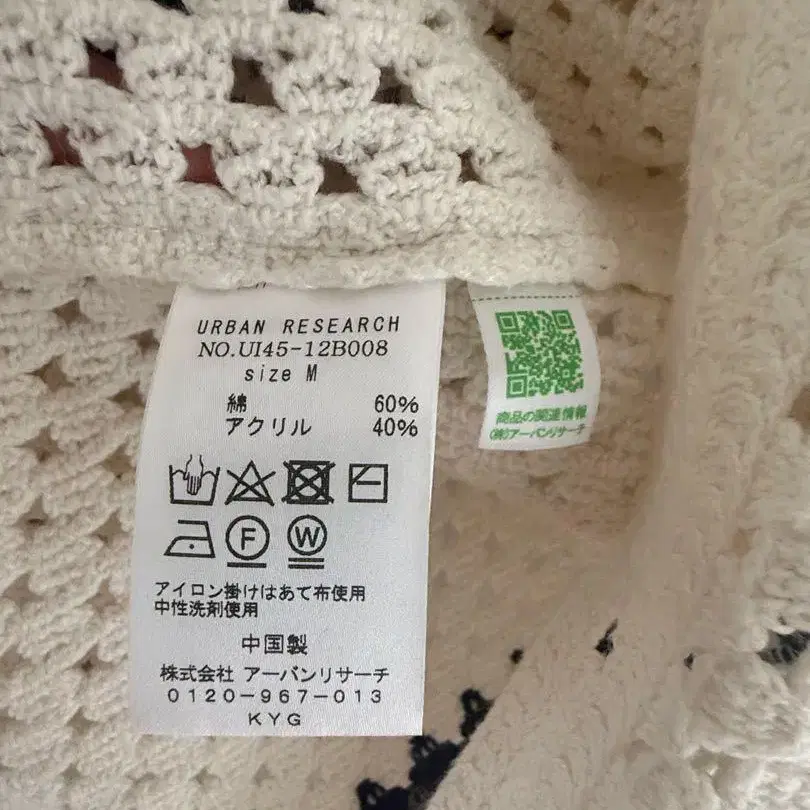 URBAN RESEARCH
NO.UI45-12B008
size M
綿 60%
アクリル 40%
F W
アイロン掛けはあて布使用
中性洗剤使用
中国製
株式会社 アーバンリサーチ
0120-967-013
KYG
商品の関連情報
(株)アーバンリサーチ